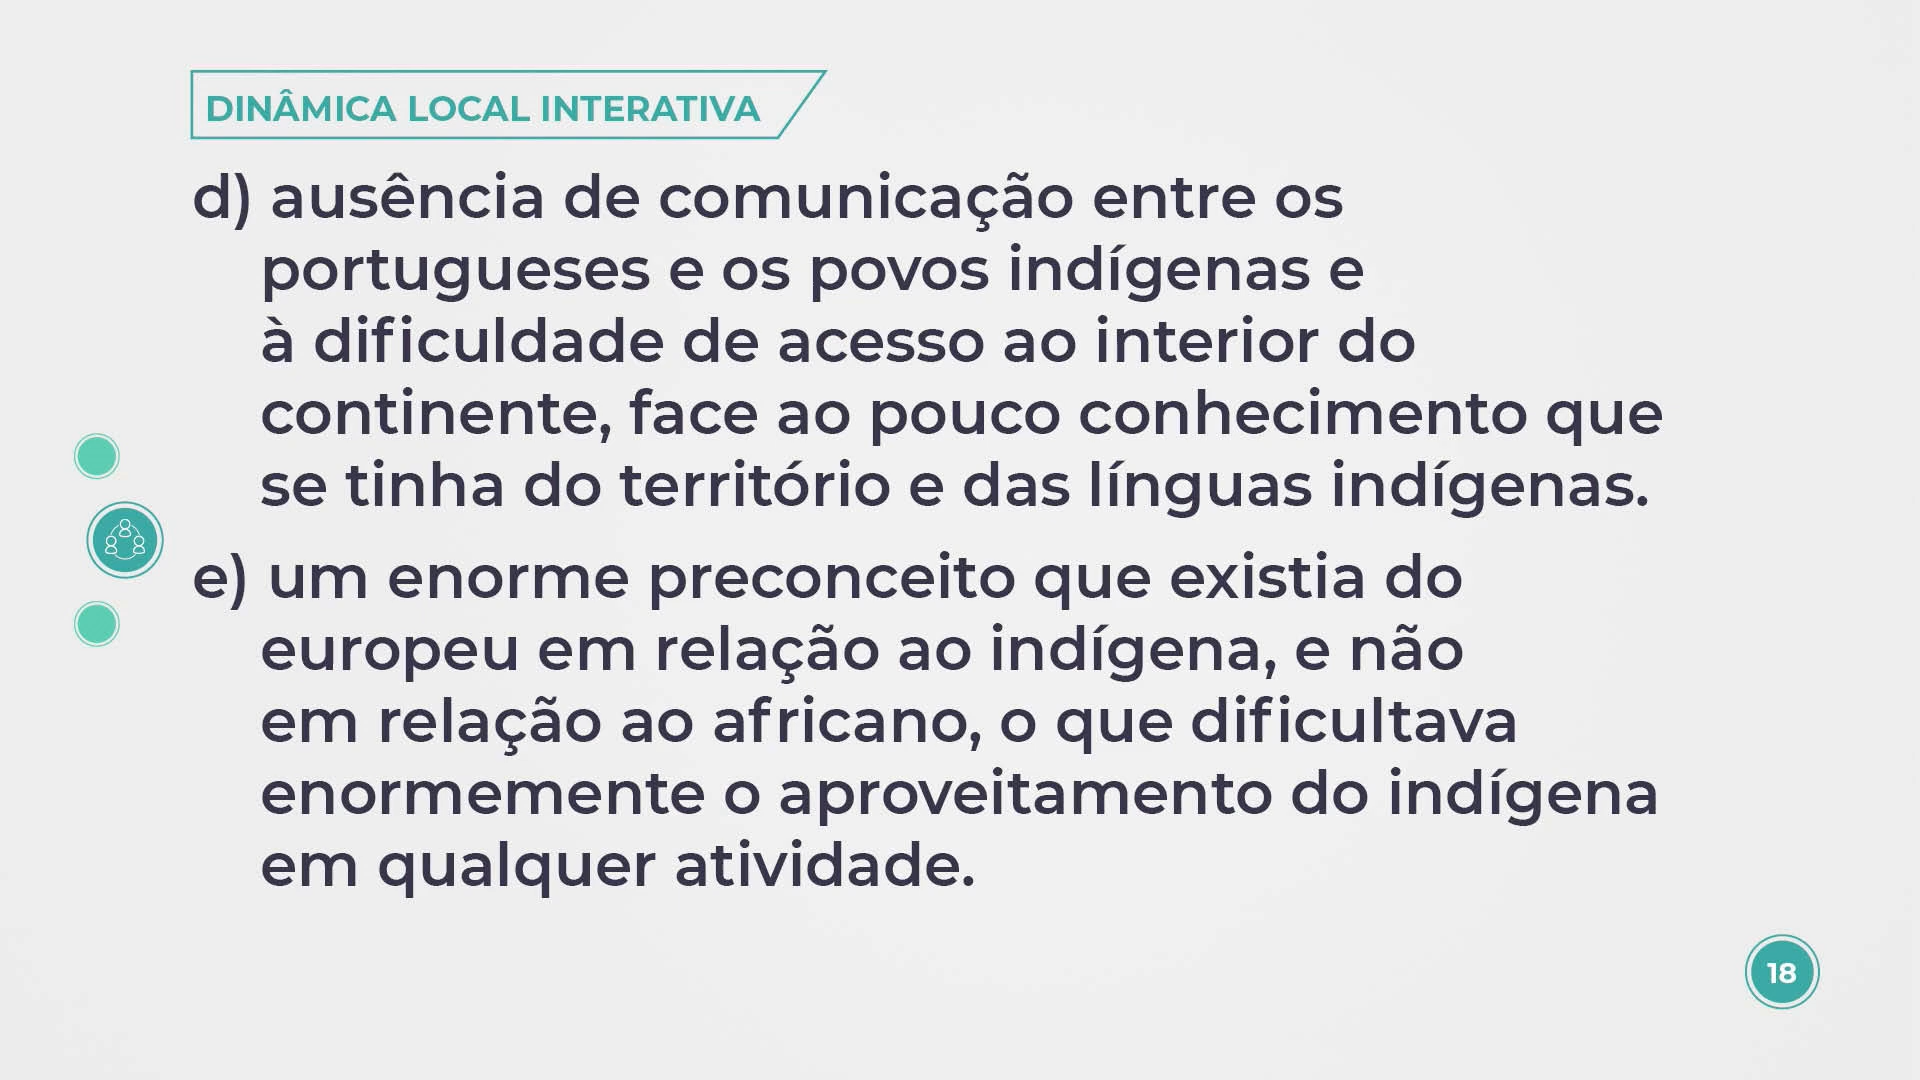 DINÂMICA LOCAL INTERATIVA
d) ausência de comunicação entre os
portugueses e os povos indígenas e
à dificuldade de acesso ao interior do
continente, face ao pouco conhecimento que
se tinha do território e das línguas indígenas.
e) um enorme preconceito que existia do
europeu em relação ao indígena, e não
em relação ao africano, o que dificultava
enormemente o aproveitamento do indígena
em qualquer atividade.
18